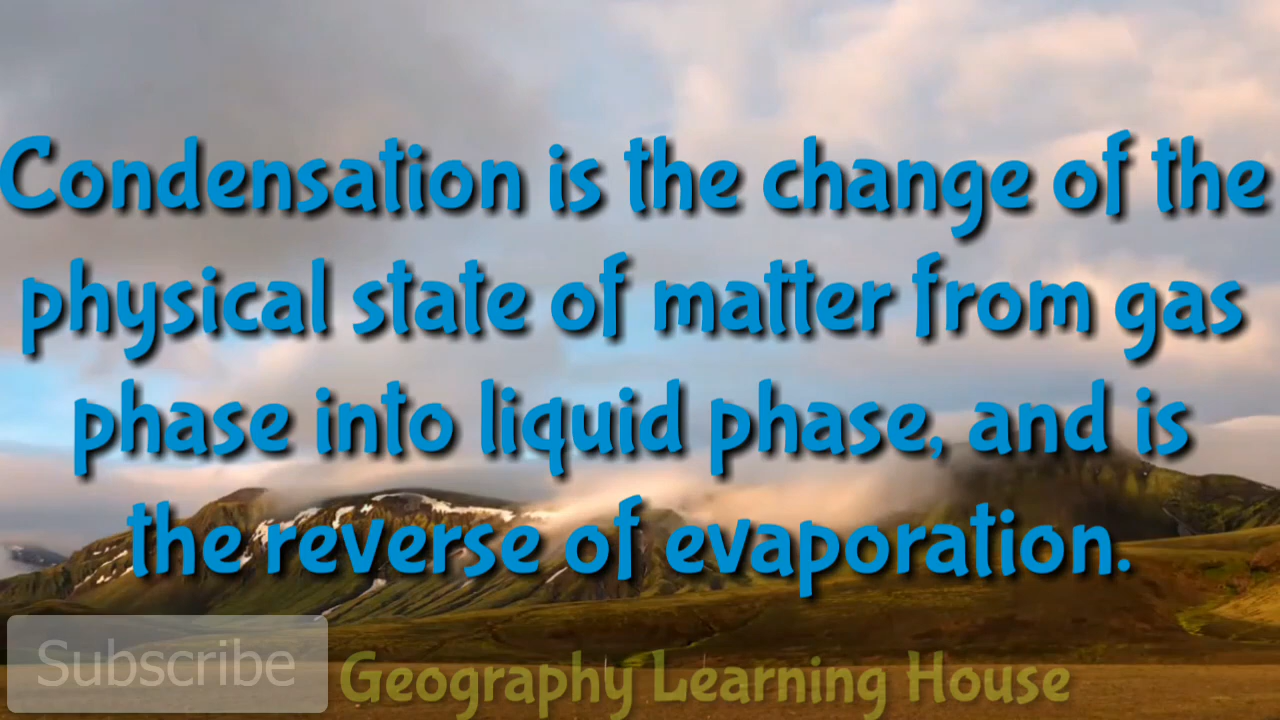 Condensation is the change of the
physical state of matter from gas
phase into liquid phase, and is
the reverse of evaporation.
Subscribe
Geography Learning House